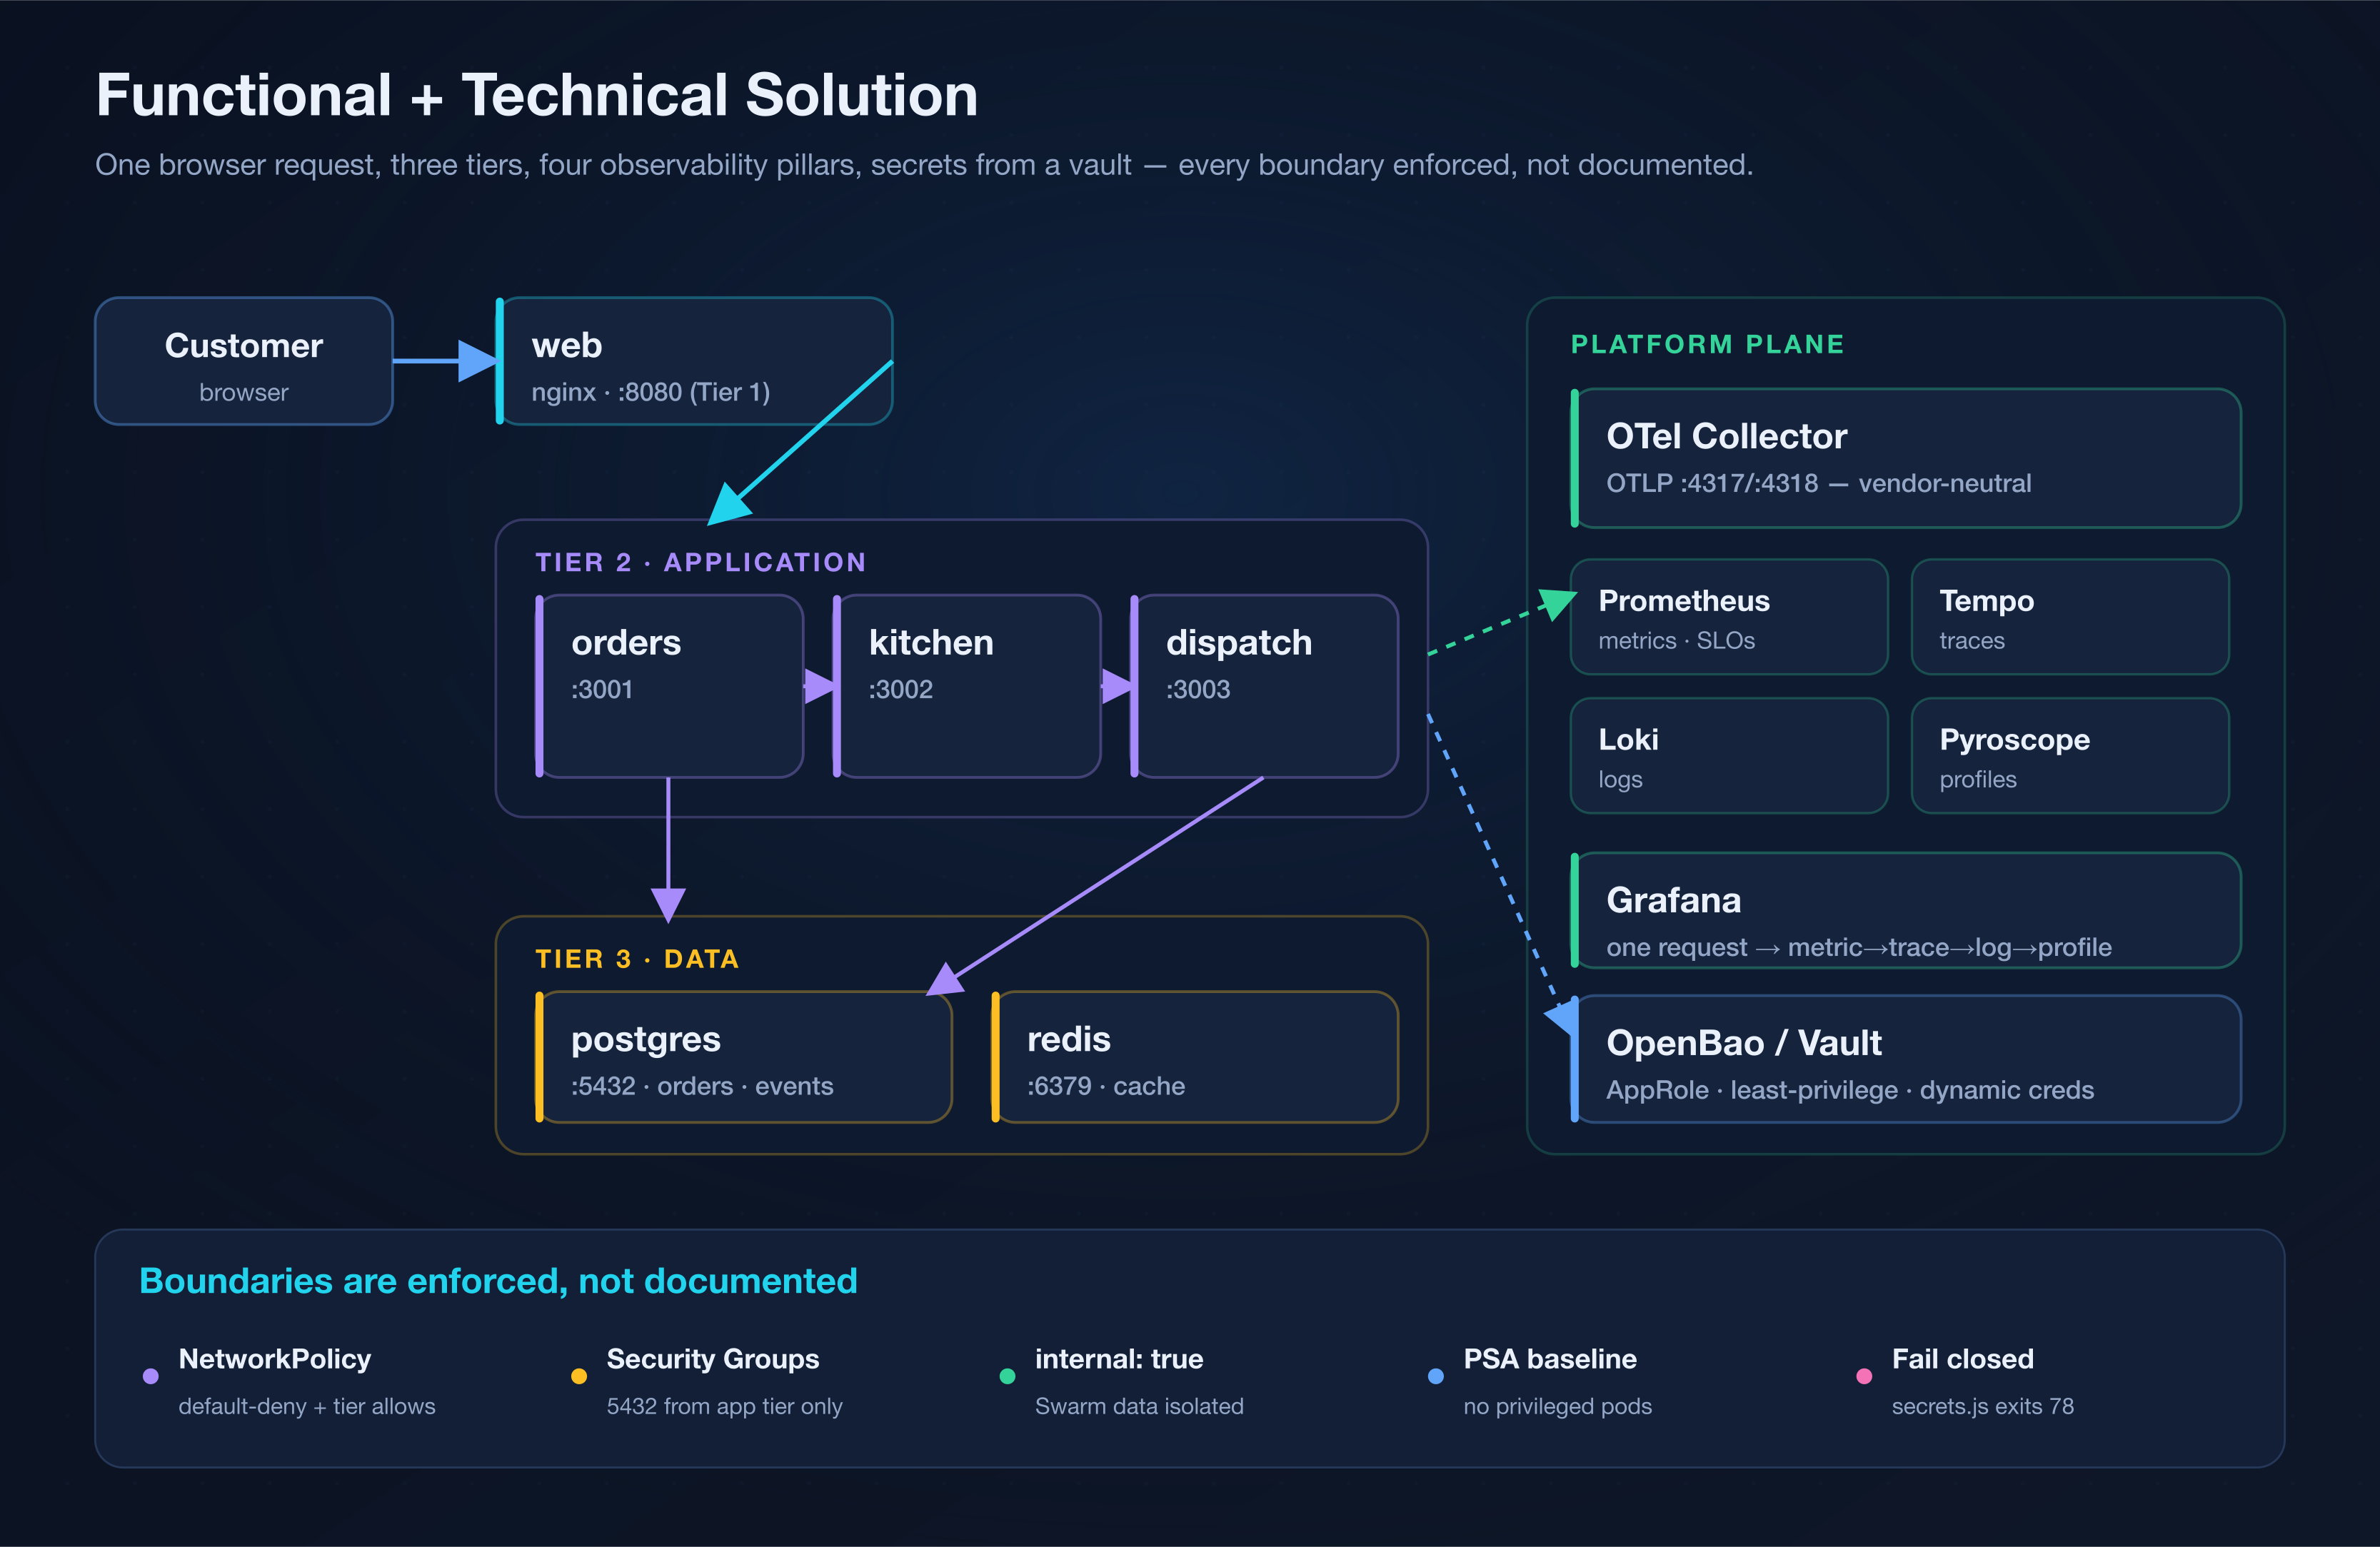 Functional + Technical Solution
One browser request, three tiers, four observability pillars, secrets from a vault — every boundary enforced, not documented.
Customer
browser
web
nginx · :8080 (Tier 1)
TIER 2 · APPLICATION
orders
:3001
kitchen
:3002
dispatch
:3003
TIER 3 · DATA
postgres
:5432 · orders · events
redis
:6379 · cache
PLATFORM PLANE
OTel Collector
OTLP :4317/:4318 — vendor-neutral
Prometheus
metrics · SLOs
Tempo
traces
Loki
logs
Pyroscope
profiles
Grafana
one request → metric→trace→log→profile
OpenBao / Vault
AppRole · least-privilege · dynamic creds
Boundaries are enforced, not documented
NetworkPolicy
default-deny + tier allows
Security Groups
5432 from app tier only
internal: true
Swarm data isolated
PSA baseline
no privileged pods
Fail closed
secrets.js exits 78